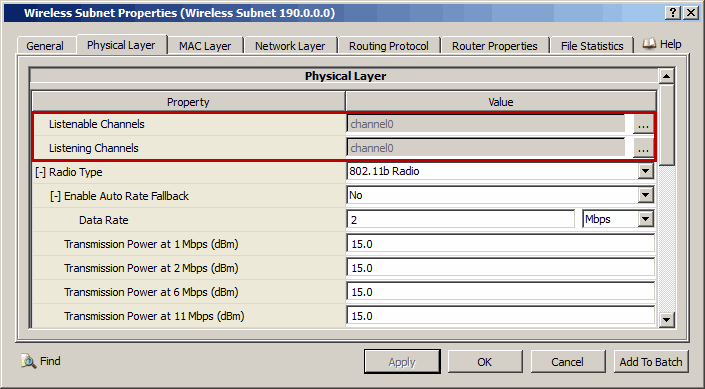 Wireless Subnet Properties (Wireless Subnet 190.0.0.0)
General Physical Layer MAC Layer Network Layer Routing Protocol Router Properties File Statistics Help
Physical Layer
Property Value
Listenable Channels channel0 ...
Listening Channels channel0 ...
[-] Radio Type 802.11b Radio
[-] Enable Auto Rate Fallback No
Data Rate 2 Mbps
Transmission Power at 1 Mbps (dBm) 15.0
Transmission Power at 2 Mbps (dBm) 15.0
Transmission Power at 6 Mbps (dBm) 15.0
Transmission Power at 11 Mbps (dBm) 15.0
Find Apply OK Cancel Add To Batch